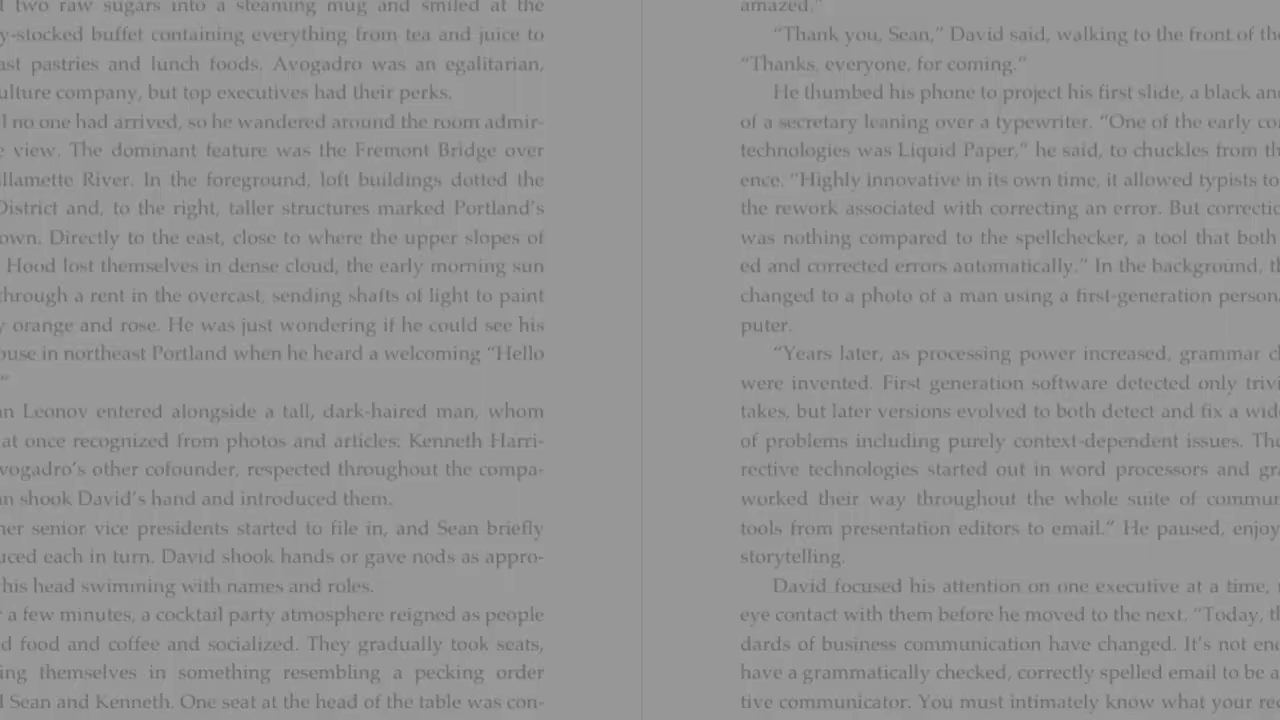 two raw sugars into a steaming mug and smiled at the
y-stocked buffet containing everything from tea and juice to
ast pastries and lunch foods. Avogadro was an egalitarian,
ulture company, but top executives had their perks.
l no one had arrived, so he wandered around the room admir-
e view. The dominant feature was the Fremont Bridge over
illamette River. In the foreground, loft buildings dotted the
District and, to the right, taller structures marked Portland's
own. Directly to the east, close to where the upper slopes of
Hood lost themselves in dense cloud, the early morning sun
through a rent in the overcast, sending shafts of light to paint
y orange and rose. He was just wondering if he could see his
ouse in northeast Portland when he heard a welcoming “Hello
”
an Leonov entered alongside a tall, dark-haired man, whom
at once recognized from photos and articles: Kenneth Harri-
vogadro's other cofounder, respected throughout the compa-
an shook David's hand and introduced them.
her senior vice presidents started to file in, and Sean briefly
uced each in turn. David shook hands or gave nods as appro-
his head swimming with names and roles.
r a few minutes, a cocktail party atmosphere reigned as people
d food and coffee and socialized. They gradually took seats,
ing themselves in something resembling a pecking order
d Sean and Kenneth. One seat at the head of the table was con-
amazed.”
“Thank you, Sean,” David said, walking to the front of the
“Thanks, everyone, for coming.”
He thumbed his phone to project his first slide, a black an
of a secretary leaning over a typewriter. “One of the early co
technologies was Liquid Paper,” he said, to chuckles from th
ence. “Highly innovative in its own time, it allowed typists to
the rework associated with correcting an error. But correctio
was nothing compared to the spellchecker, a tool that both
ed and corrected errors automatically.” In the background, th
changed to a photo of a man using a first-generation person
puter.
“Years later, as processing power increased, grammar c
were invented. First generation software detected only trivi
takes, but later versions evolved to both detect and fix a wid
of problems including purely context-dependent issues. The
rective technologies started out in word processors and gr
worked their way throughout the whole suite of commun
tools from presentation editors to email.” He paused, enjoy
storytelling.
David focused his attention on one executive at a time,
eye contact with them before he moved to the next. “Today, th
dards of business communication have changed. It's not en
have a grammatically checked, correctly spelled email to be a
tive communicator. You must intimately know what your re